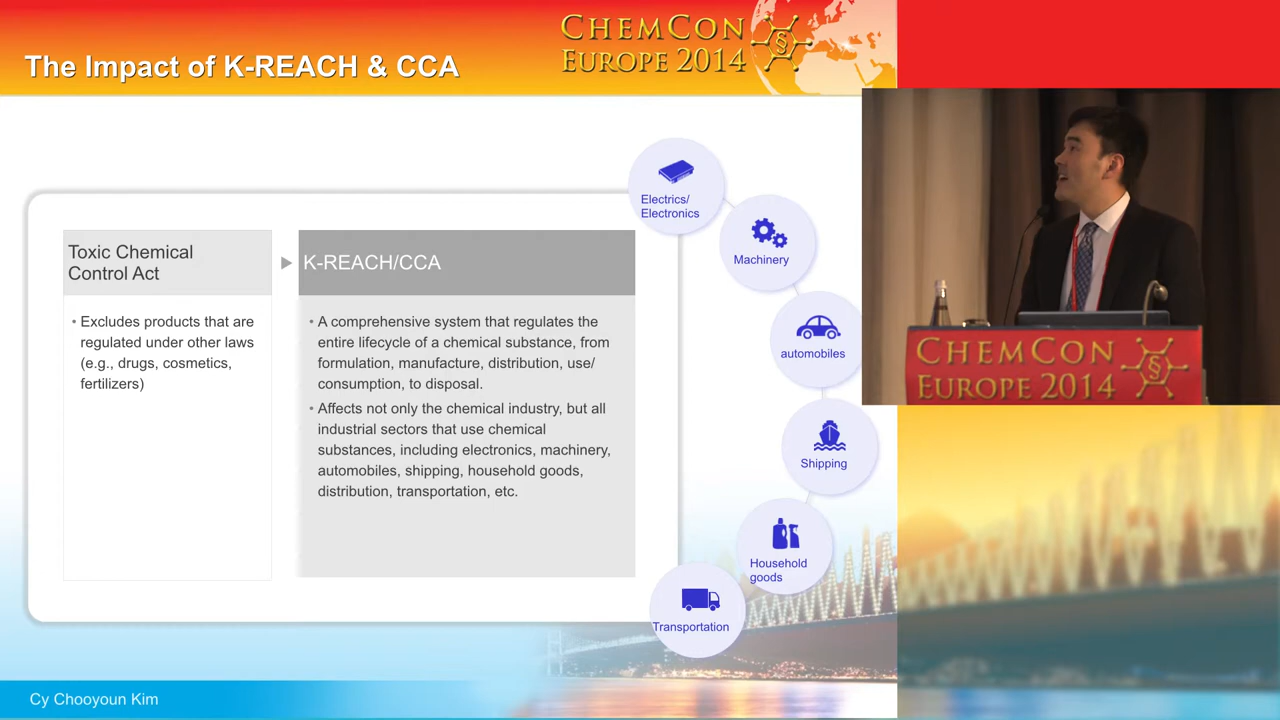 The Impact of K-REACH & CCA
CHEMCON
EUROPE 2014
§
Toxic Chemical
Control Act
K-REACH/CCA
• Excludes products that are
regulated under other laws
(e.g., drugs, cosmetics,
fertilizers)
• A comprehensive system that regulates the
entire lifecycle of a chemical substance, from
formulation, manufacture, distribution, use/
consumption, to disposal.
• Affects not only the chemical industry, but all
industrial sectors that use chemical
substances, including electronics, machinery,
automobiles, shipping, household goods,
distribution, transportation, etc.
Electrics/
Electronics
Machinery
automobiles
Shipping
Household
goods
Transportation
CHEMCON
EUROPE 2014
§
Cy Chooyoun Kim